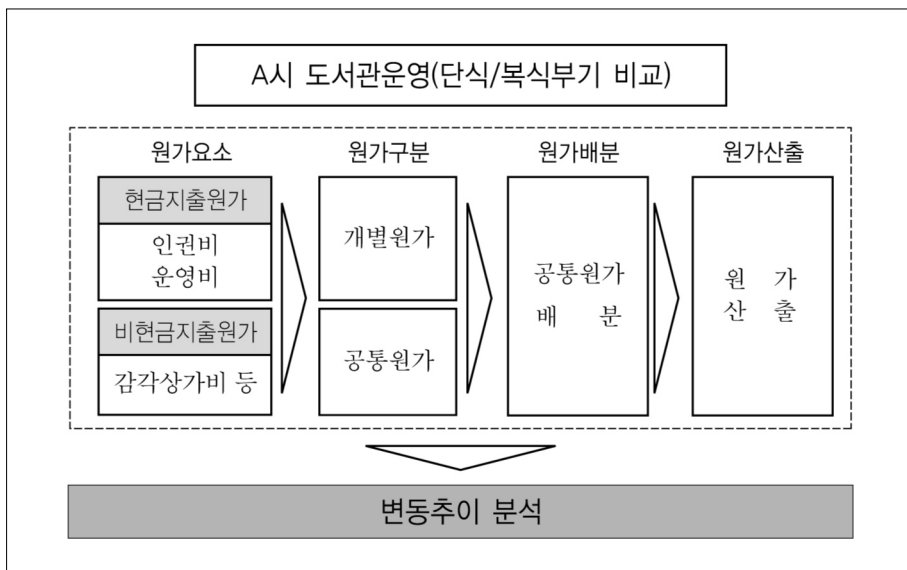 A시 도서관운영(단식/복식부기 비교)
원가요소
원가구분
원가배분
원가산출
현금지출원가
인권비
운영비
비현금지출원가
감각상가비 등
개별원가
공통원가
공통원가
배 분
원 가
산 출
변동추이 분석